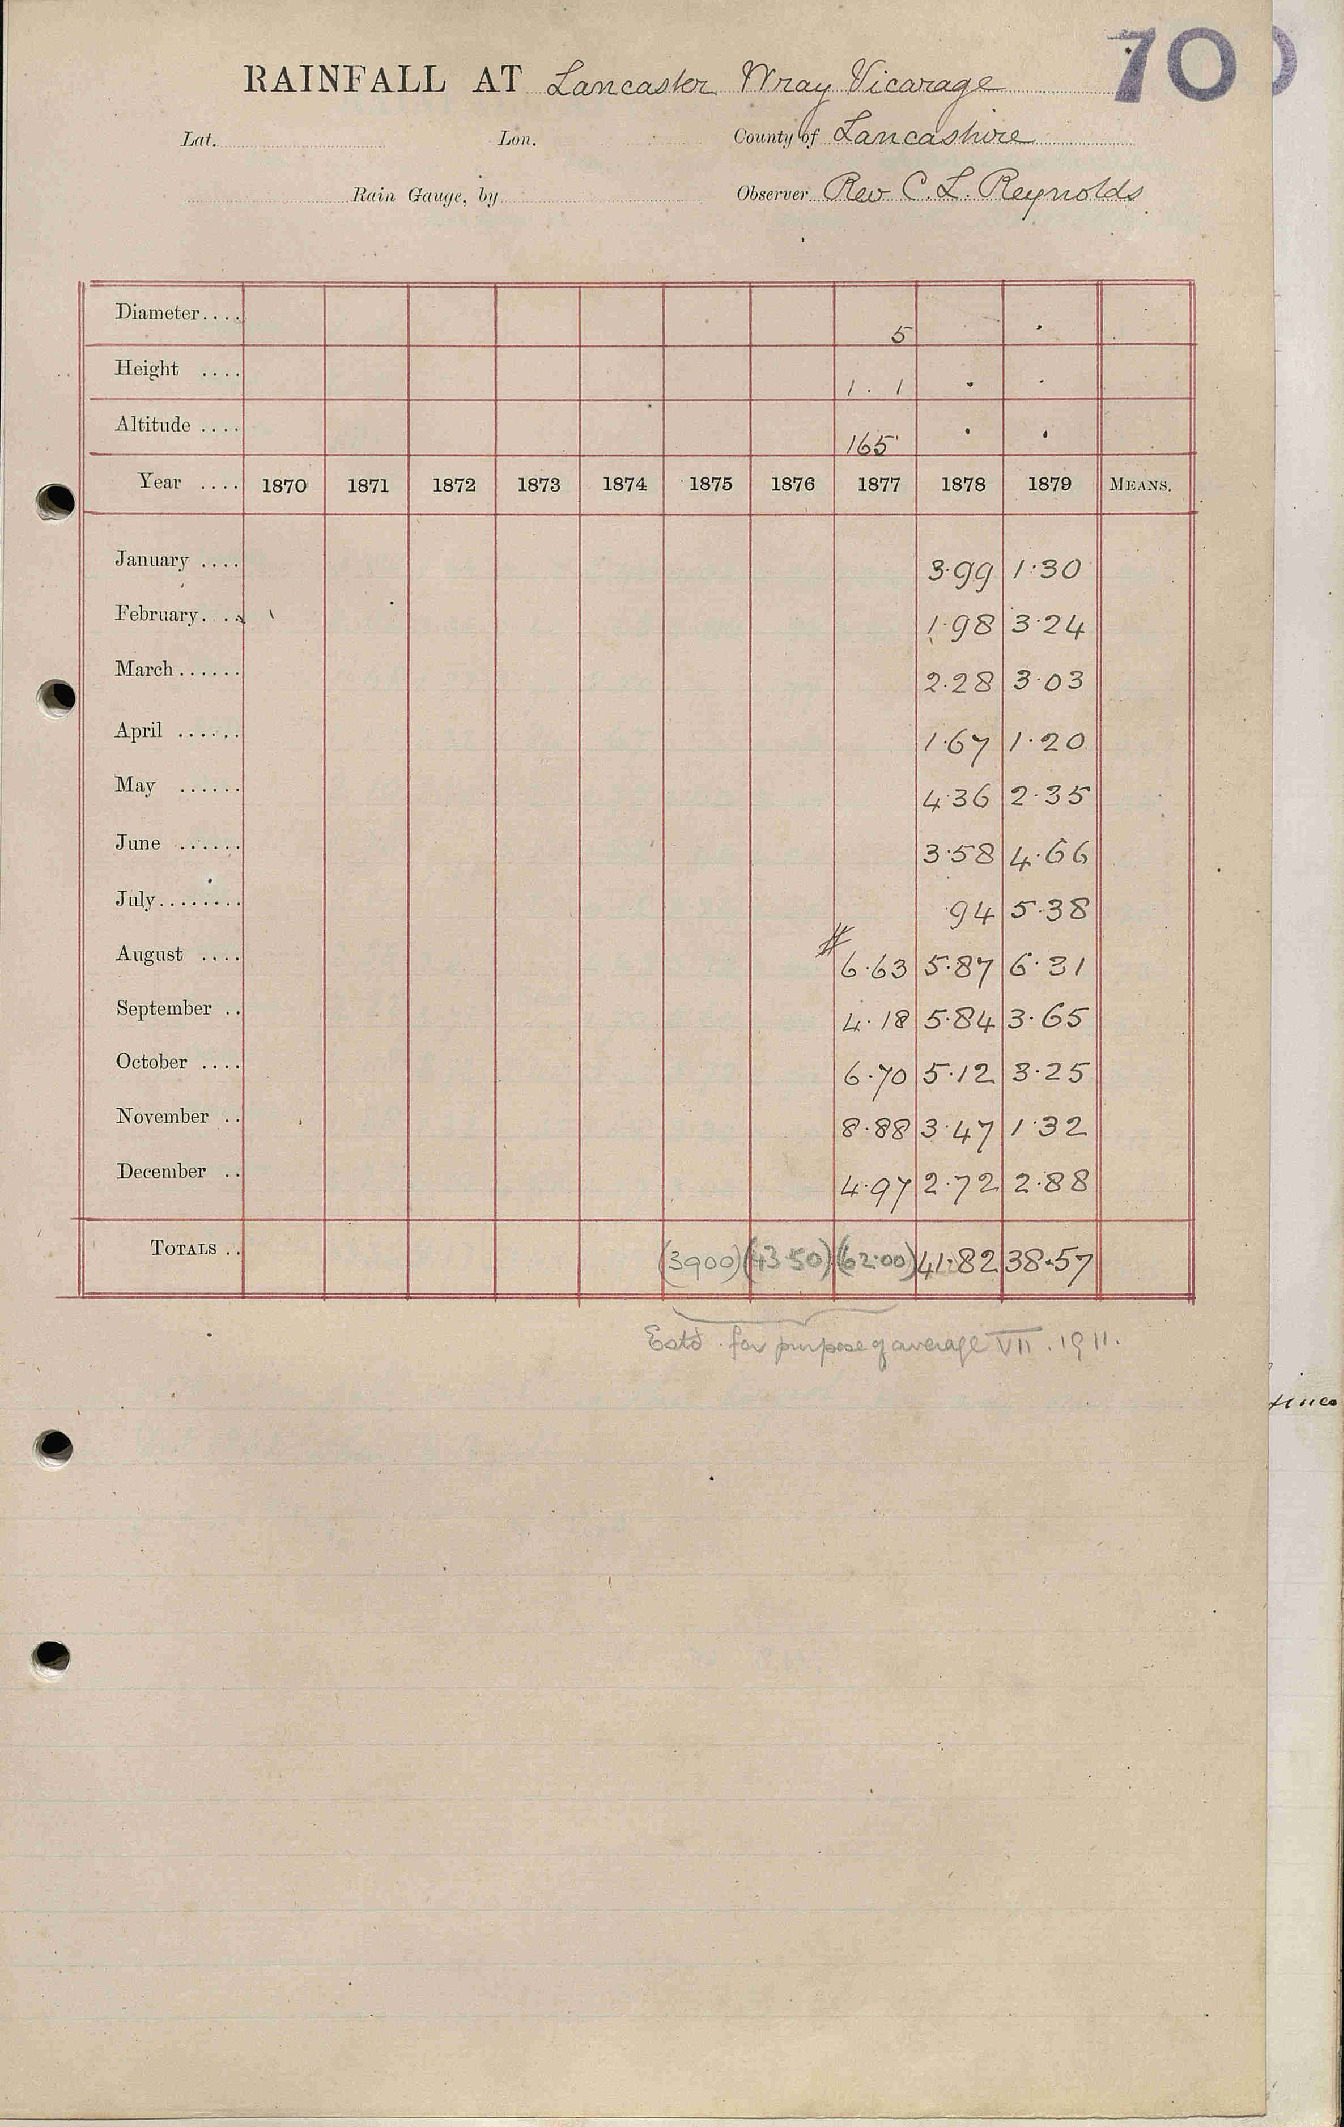 70
RAINFALL AT Lancaster Wray Vicarage
Lat. Lon. County of Lancashire
Rain Gauge, by Observer Rev C. L. Reynolds
Diameter.... 5
Height .... 1 . 1
Altitude .... 165'
Year .... 1870 1871 1872 1873 1874 1875 1876 1877 1878 1879 MEANS.
January .... 3.99 1.30
February.... 1.98 3.24
March...... 2.28 3.03
April ...... 1.67 1.20
May ...... 4.36 2.35
June ...... 3.58 4.66
July........ .94 5.38
August .... 6.63 5.87 6.31
September .. 4.18 5.84 3.65
October .... 6.70 5.12 3.25
November .. 8.88 3.47 1.32
December .. 4.97 2.72 2.88
TOTALS .. (3900) (43.50) (62.00) 41.82 38.57
Estd. for purpose of average VII. 1911.